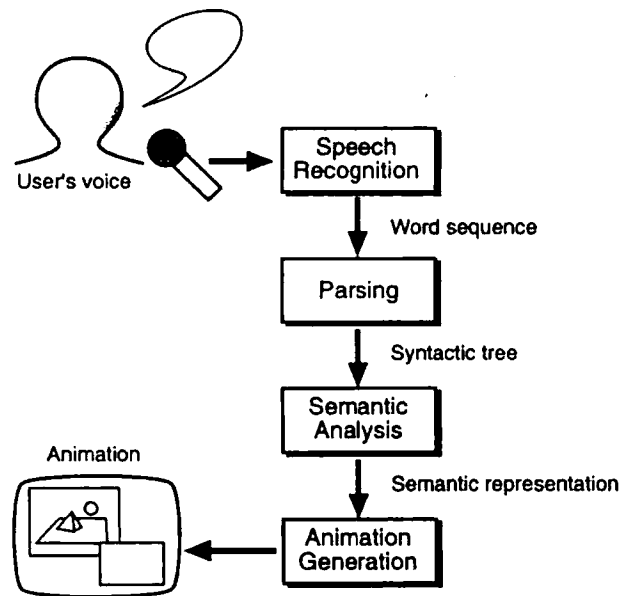 Speech
Recognition
User's voice
Word sequence
Parsing
Syntactic tree
Semantic
Analysis
Animation
Semantic representation
Animation
Generation